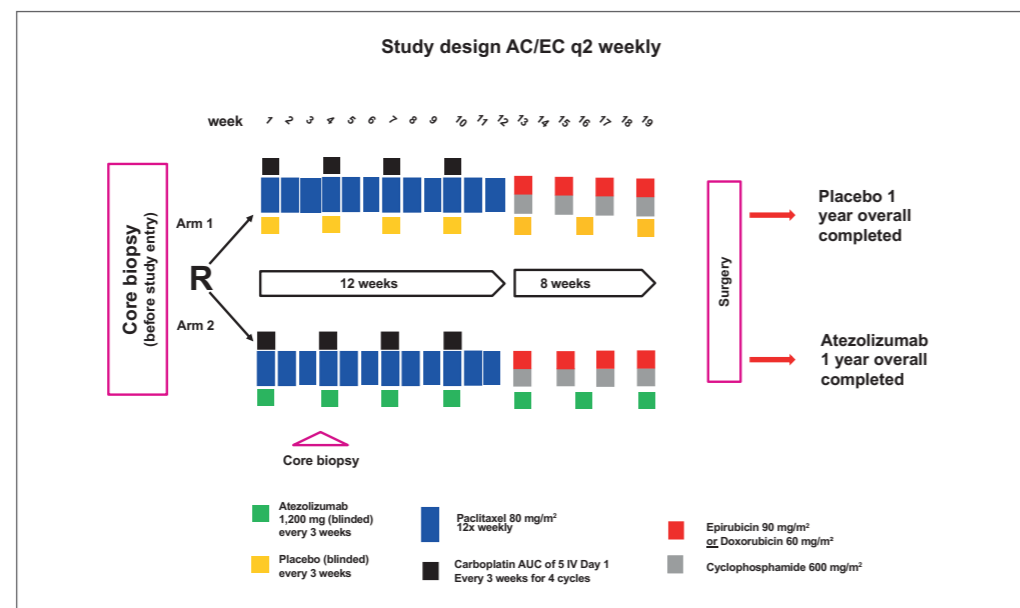 Study design AC/EC q2 weekly
week 1 2 3 4 5 6 7 8 9 10 11 12 13 14 15 16 17 18 19
Core biopsy
(before study entry)
Arm 1
R
Arm 2
12 weeks
8 weeks
Surgery
Placebo 1
year overall
completed
Atezolizumab
1 year overall
completed
Core biopsy
Atezolizumab
1,200 mg (blinded)
every 3 weeks
Placebo (blinded)
every 3 weeks
Paclitaxel 80 mg/m²
12x weekly
Carboplatin AUC of 5 IV Day 1
Every 3 weeks for 4 cycles
Epirubicin 90 mg/m²
or Doxorubicin 60 mg/m²
Cyclophosphamide 600 mg/m²